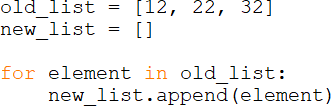 old_list = [12, 22, 32]
new_list = []
for element in old_list:
    new_list.append(element)